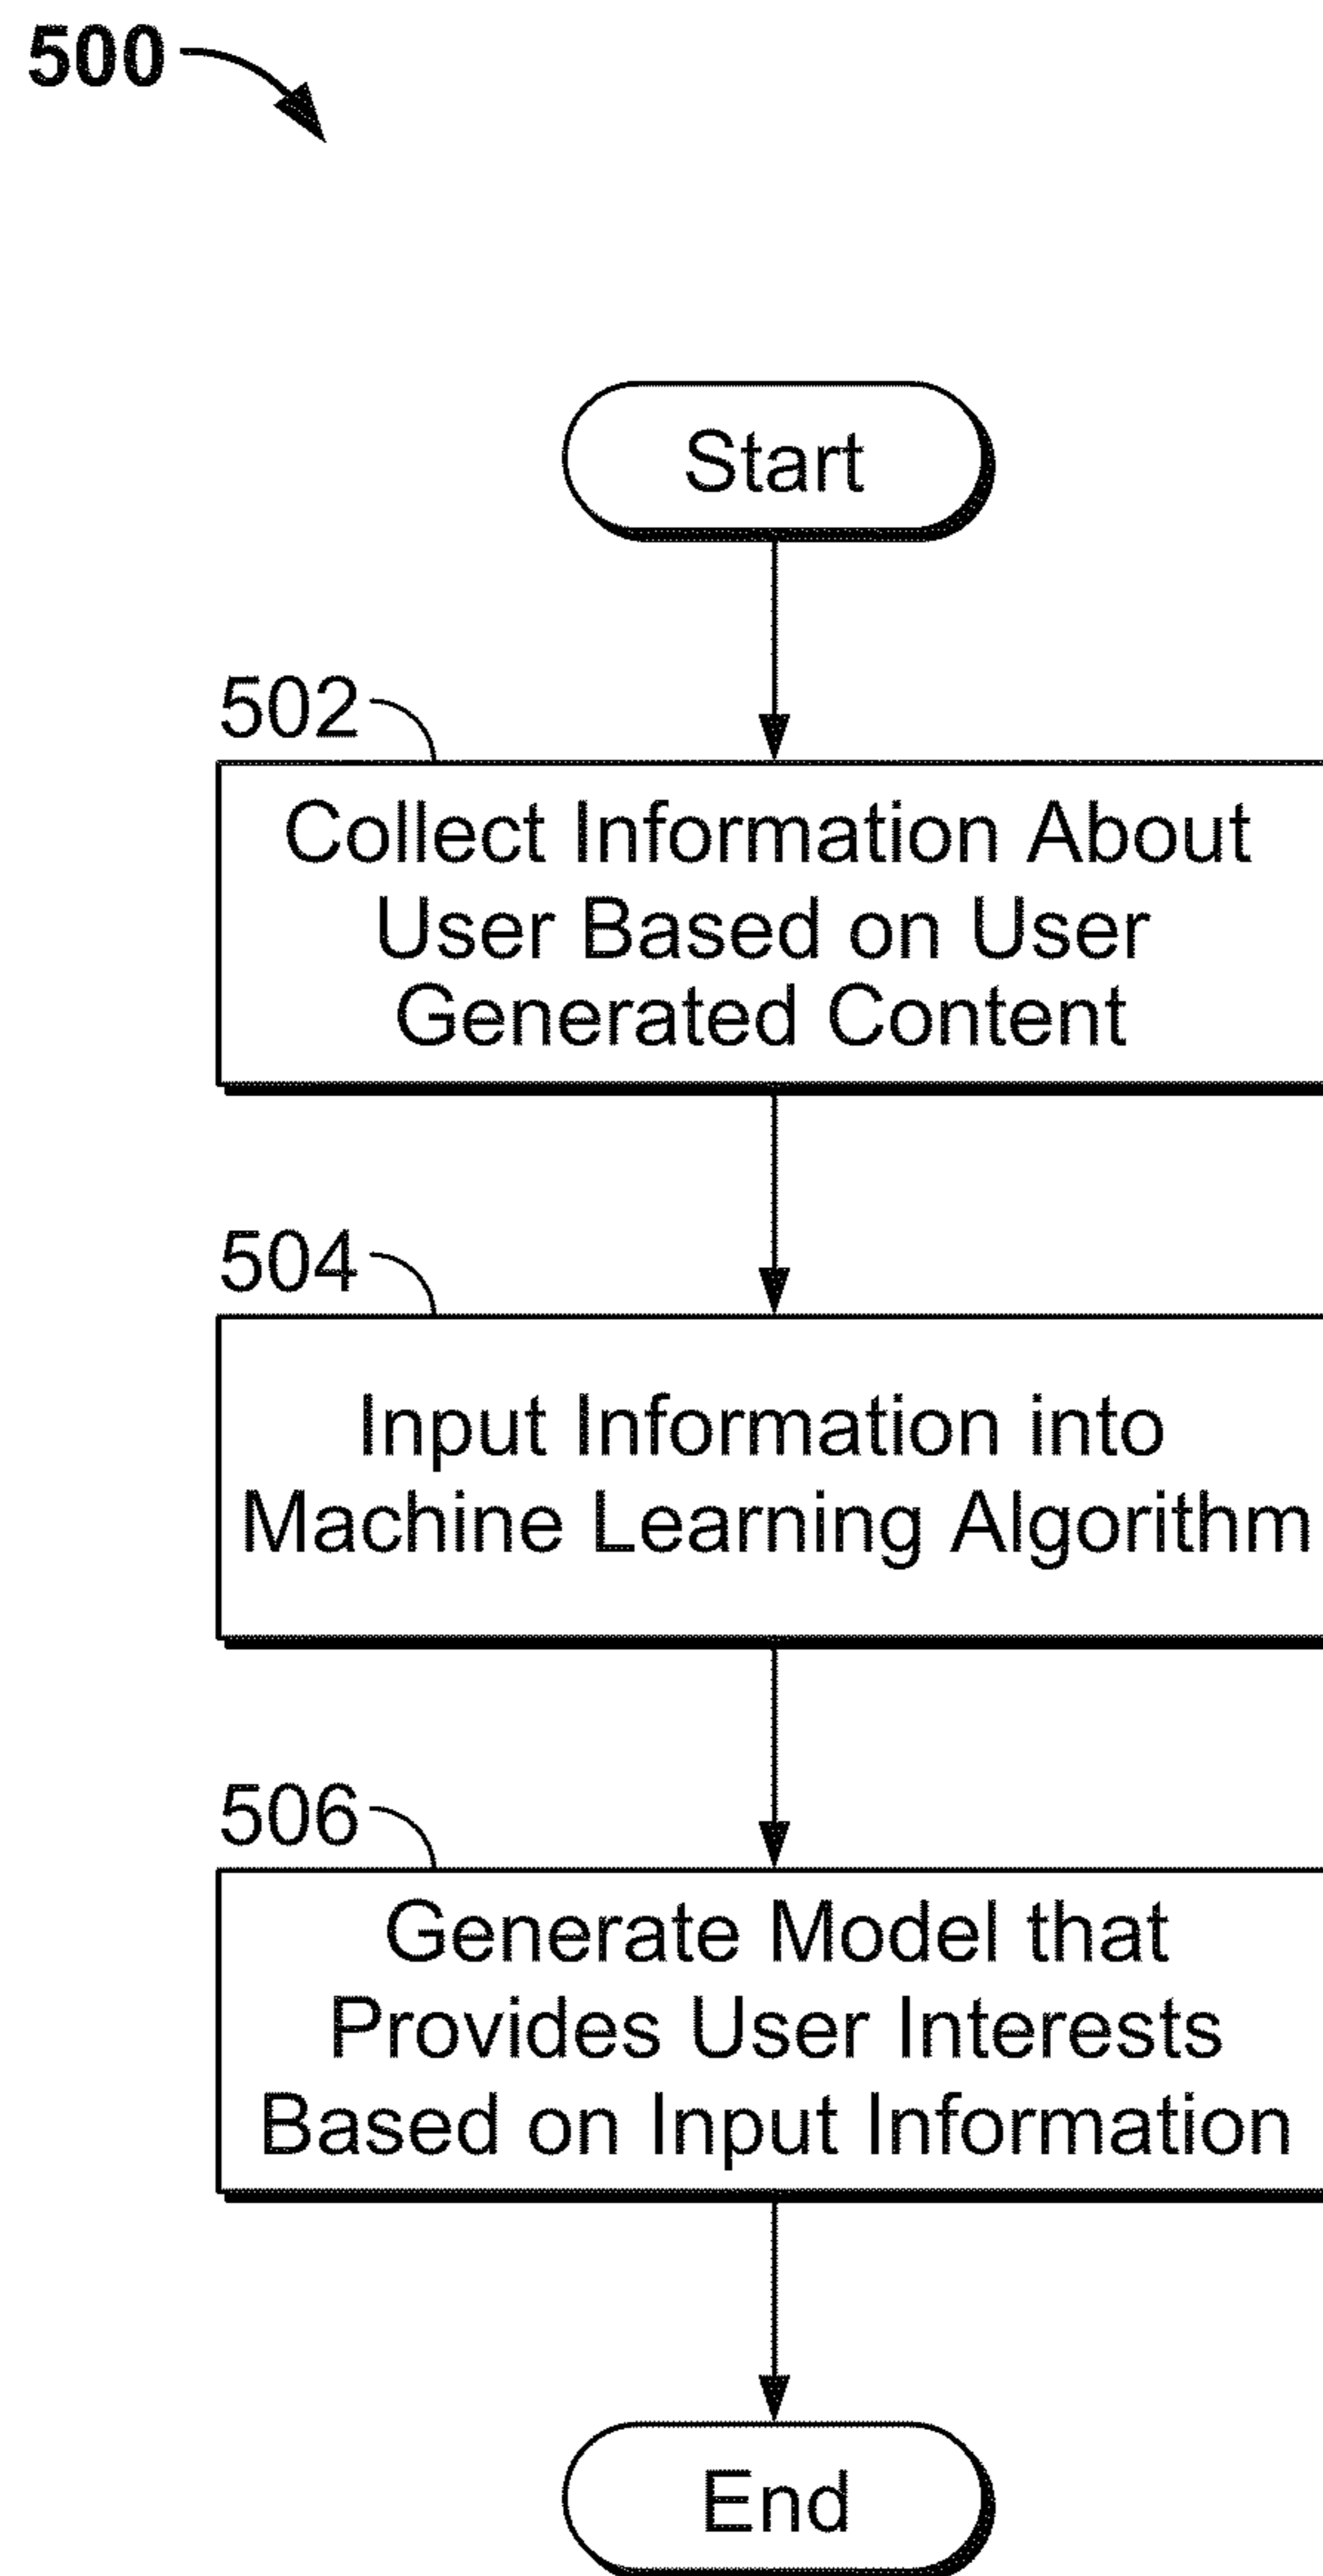 500
Start
502
Collect Information About
User Based on User
Generated Content
504
Input Information into
Machine Learning Algorithm
506
Generate Model that
Provides User Interests
Based on Input Information
End